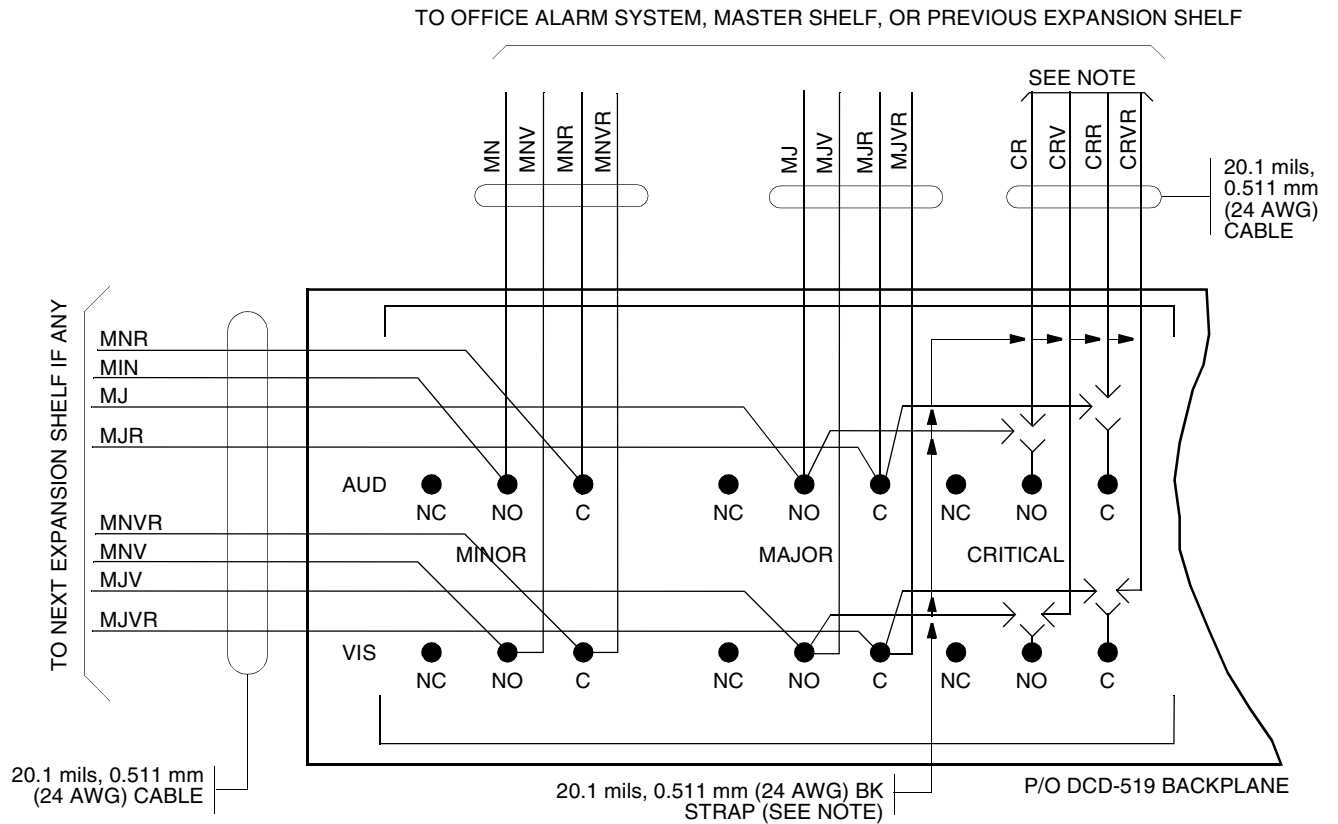 TO OFFICE ALARM SYSTEM, MASTER SHELF, OR PREVIOUS EXPANSION SHELF
SEE NOTE
MN
MNV
MNR
MNVR
MJ
MJV
MJR
MJVR
CR
CRV
CRR
CRVR
20.1 mils,
0.511 mm
(24 AWG)
CABLE
TO NEXT EXPANSION SHELF IF ANY
MNR
MIN
MJ
MJR
AUD
NC NO C NC NO C NC NO C
MNVR
MINOR MAJOR CRITICAL
MNV
MJV
MJVR
VIS
NC NO C NC NO C NC NO C
20.1 mils, 0.511 mm
(24 AWG) CABLE
20.1 mils, 0.511 mm (24 AWG) BK
STRAP (SEE NOTE)
P/O DCD-519 BACKPLANE